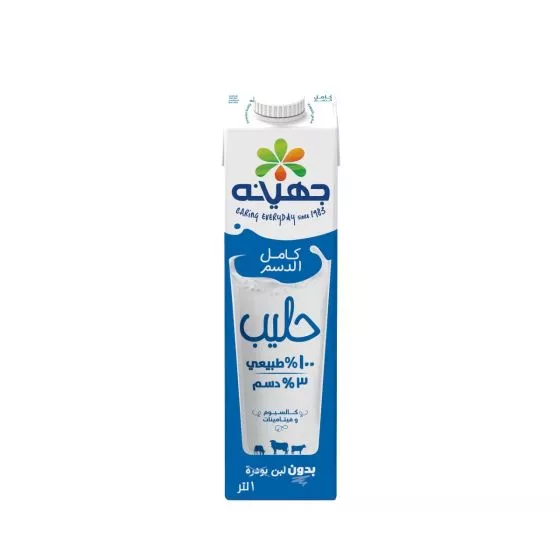 كامل
جهينه
CARING EVERYDAY SINCE 1983
كامل
الدسم
حليب
١٠٠% طبيعي
٣% دسم
كالسيوم
و فيتامينات
بدون لبن بودرة
١ لتر